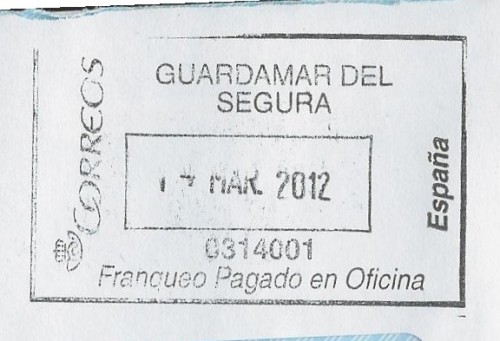 CORREOS
GUARDAMAR DEL
SEGURA
MAR. 2012
0314001
Franqueo Pagado en Oficina
España